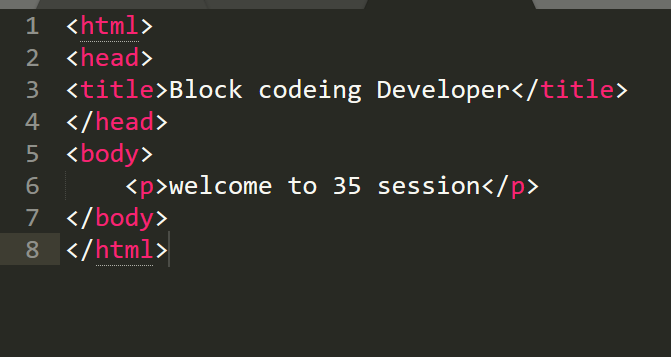 1 <html>
2 <head>
3 <title>Block codeing Developer</title>
4 </head>
5 <body>
6     <p>welcome to 35 session</p>
7 </body>
8 </html>